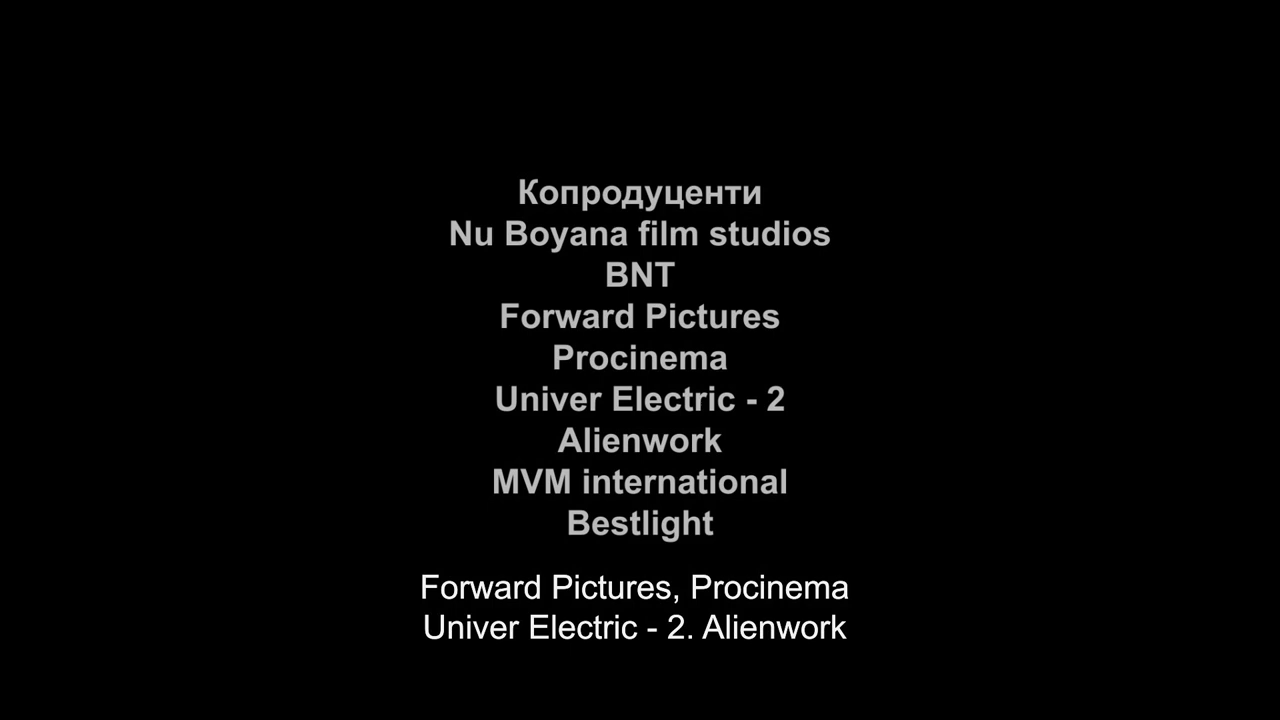 Копродуценти
Nu Boyana film studios
BNT
Forward Pictures
Procinema
Univer Electric - 2
Alienwork
MVM international
Bestlight
Forward Pictures, Procinema
Univer Electric - 2. Alienwork